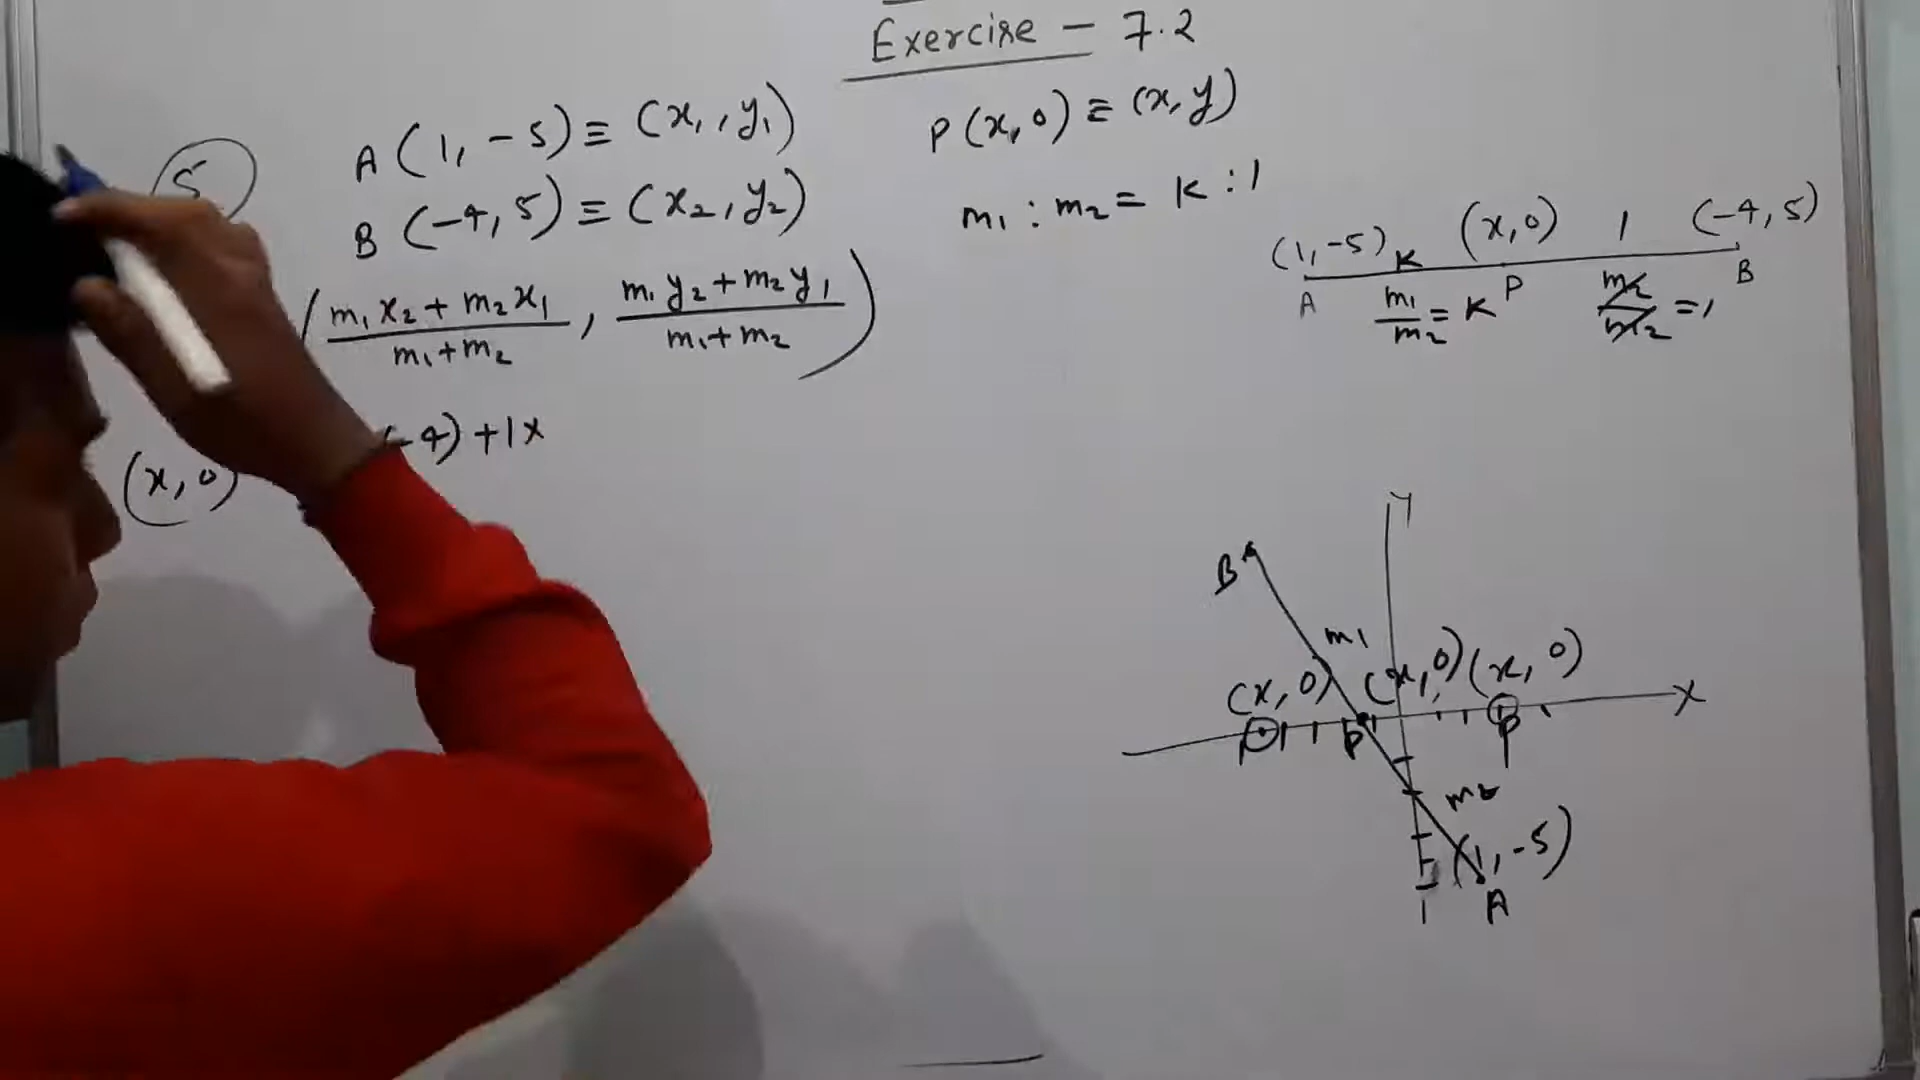 Exercise - 7.2
5
A (1, -5) ≡ (x₁, y₁)
B (-4, 5) ≡ (x₂, y₂)
P (x, 0) ≡ (x, y)
m₁ : m₂ = K : 1
(m₁x₂ + m₂x₁ / m₁+m₂ , m₁y₂ + m₂y₁ / m₁+m₂)
(x, 0) -4) + 1x
(1, -5) K (x, 0) 1 (-4, 5)
A P B
m₁/m₂ = K m₂/m₂ = 1
y
B
m₁
(x, 0) (x, 0) (x, 0)
x
P P P
m₂
(1, -5)
A